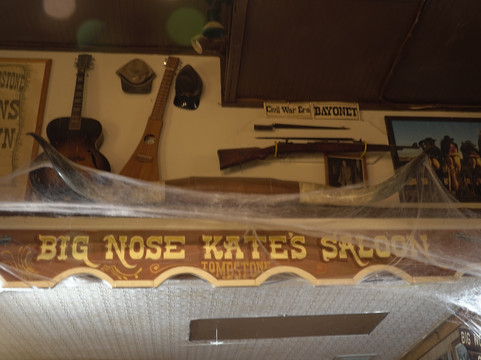 Civil War Era BAYONET
BIG NOSE KATE'S SALOON
TOMBSTONE